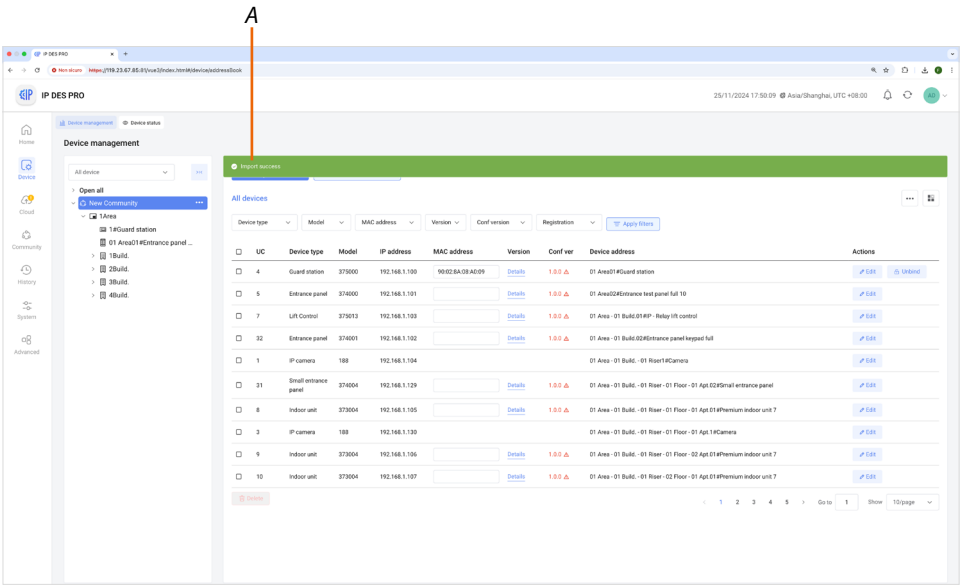 A
IP DES PRO
Non sicuro https://119.23.67.85:81/vue3/index.html#/device/addressBook
IP DES PRO
25/11/2024 17:50:09 Asia/Shanghai, UTC +08:00
AD
Device management Device status
Home
Device management
Device
All device
Import success
Open all
New Community
All devices
Cloud
1Area
1#Guard station
Device type Model MAC address Version Conf version Registration Apply filters
01 Area01#Entrance panel ...
Community
1Build.
UC Device type Model IP address MAC address Version Conf ver Device address Actions
2Build.
4 Guard station 375000 192.168.1.100 90:02:8A:08:A0:09 Details 1.0.0 01 Area01#Guard station Edit Unbind
History
3Build.
4Build.
5 Entrance panel 374000 192.168.1.101 Details 1.0.0 01 Area02#Entrance test panel full 10 Edit
System
7 Lift Control 375013 192.168.1.103 Details 1.0.0 01 Area - 01 Build.01#IP - Relay lift control Edit
Advanced
32 Entrance panel 374001 192.168.1.102 Details 1.0.0 01 Area - 01 Build.02#Entrance panel keypad full Edit
1 IP camera 188 192.168.1.104 01 Area - 01 Build. - 01 Riser1#Camera Edit
31 Small entrance panel 374004 192.168.1.129 Details 1.0.0 01 Area - 01 Build. - 01 Riser - 01 Floor - 01 Apt.02#Small entrance panel Edit
8 Indoor unit 373004 192.168.1.105 Details 1.0.0 01 Area - 01 Build. - 01 Riser - 01 Floor - 01 Apt.01#Premium indoor unit 7 Edit
3 IP camera 188 192.168.1.130 01 Area - 01 Build. - 01 Riser - 01 Floor - 01 Apt.1#Camera Edit
9 Indoor unit 373004 192.168.1.106 Details 1.0.0 01 Area - 01 Build. - 01 Riser - 01 Floor - 02 Apt.01#Premium indoor unit 7 Edit
10 Indoor unit 373004 192.168.1.107 Details 1.0.0 01 Area - 01 Build. - 01 Riser - 02 Floor - 01 Apt.01#Premium indoor unit 7 Edit
Delete
1 2 3 4 5 Go to 1 Show 10/page